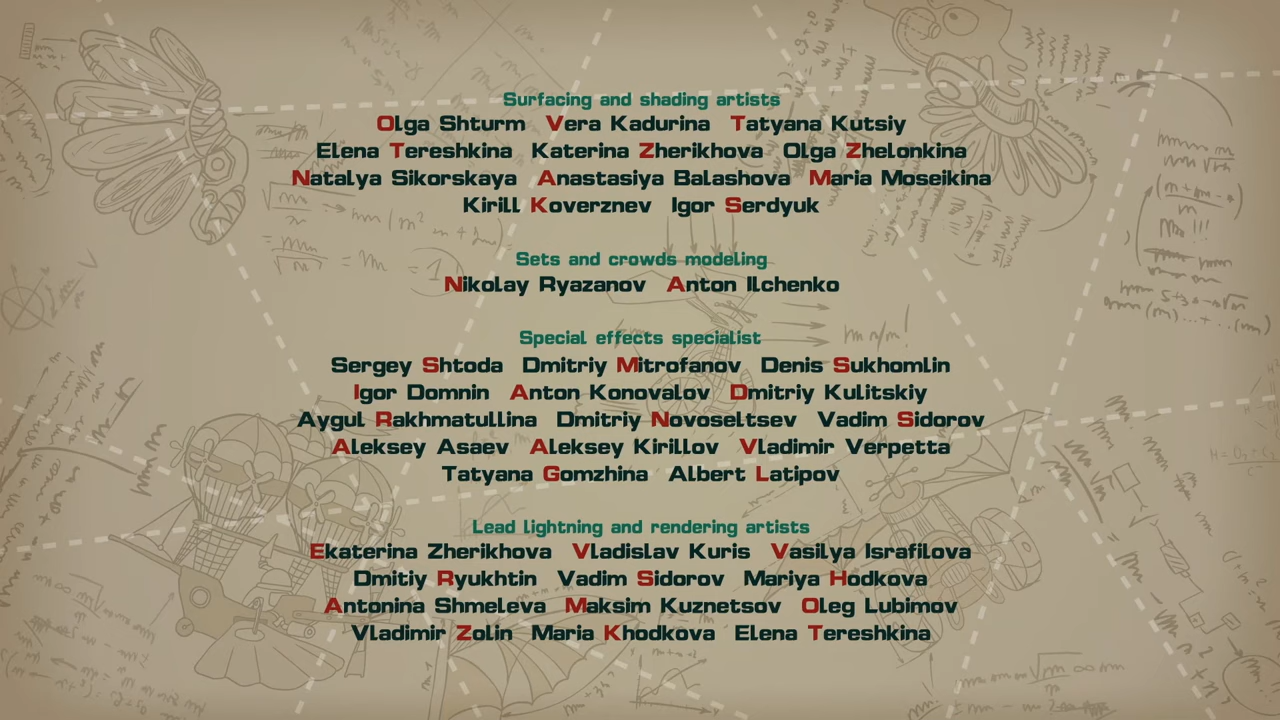 Surfacing and shading artists
Olga Shturm Vera Kadurina Tatyana Kutsiy
Elena Tereshkina Katerina Zherikhova Olga Zhelonkina
Natalya Sikorskaya Anastasiya Balashova Maria Moseikina
Kirill Koverznev Igor Serdyuk
Sets and crowds modeling
Nikolay Ryazanov Anton Ilchenko
Special effects specialist
Sergey Shtoda Dmitriy Mitrofanov Denis Sukhomlin
Igor Domnin Anton Konovalov Dmitriy Kulitskiy
Aygul Rakhmatullina Dmitriy Novoseltsev Vadim Sidorov
Aleksey Asaev Aleksey Kirillov Vladimir Verpetta
Tatyana Gomzhina Albert Latipov
Lead lightning and rendering artists
Ekaterina Zherikhova Vladislav Kuris Vasilya Israfilova
Dmitiy Ryukhtin Vadim Sidorov Mariya Hodkova
Antonina Shmeleva Maksim Kuznetsov Oleg Lubimov
Vladimir Zolin Maria Khodkova Elena Tereshkina